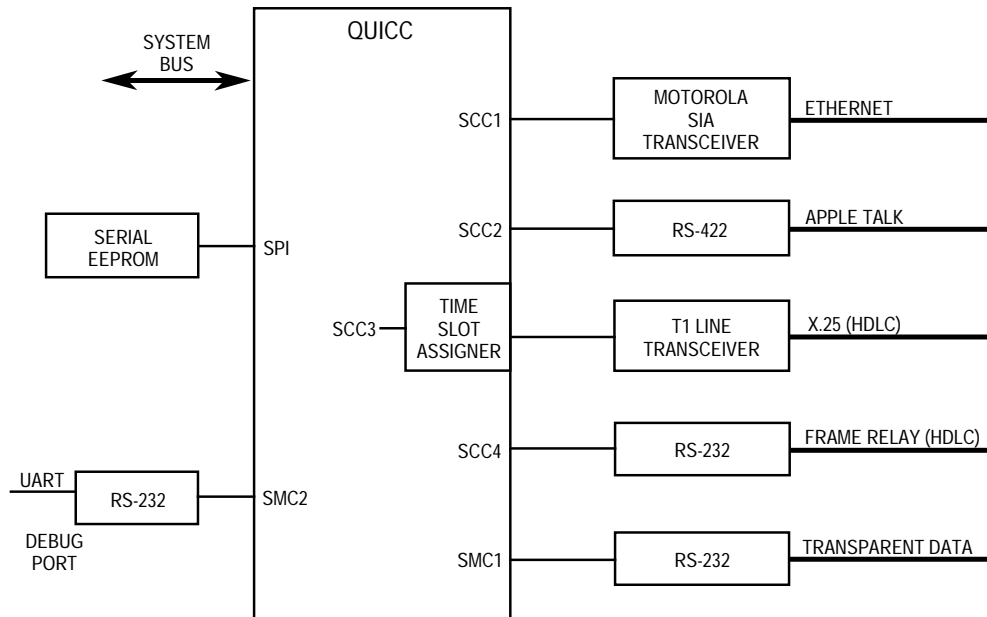 QUICC
SYSTEM
BUS
SCC1
MOTOROLA
SIA
TRANSCEIVER
ETHERNET
SERIAL
EEPROM
SPI
SCC2
RS-422
APPLE TALK
SCC3
TIME
SLOT
ASSIGNER
T1 LINE
TRANSCEIVER
X.25 (HDLC)
SCC4
RS-232
FRAME RELAY (HDLC)
UART
RS-232
SMC2
DEBUG
PORT
SMC1
RS-232
TRANSPARENT DATA